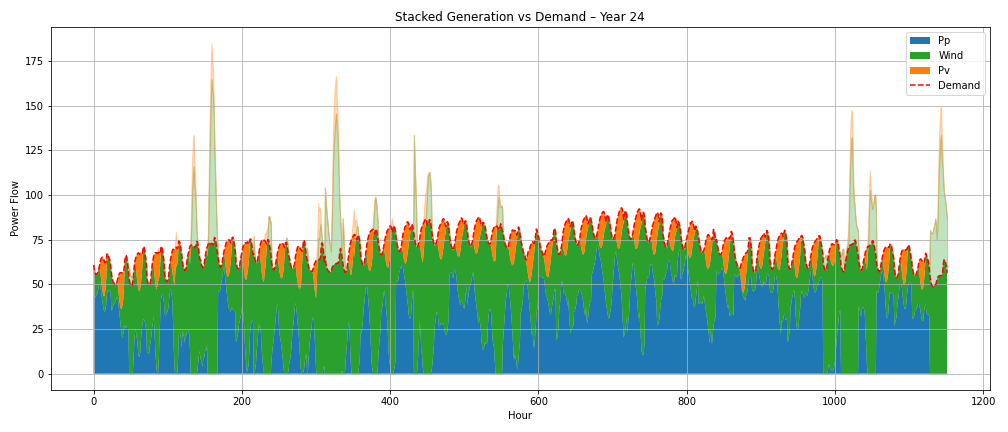 Stacked Generation vs Demand – Year 24
Pp
Wind
Pv
Demand
Power Flow
175
150
125
100
75
50
25
0
0 200 400 600 800 1000 1200
Hour